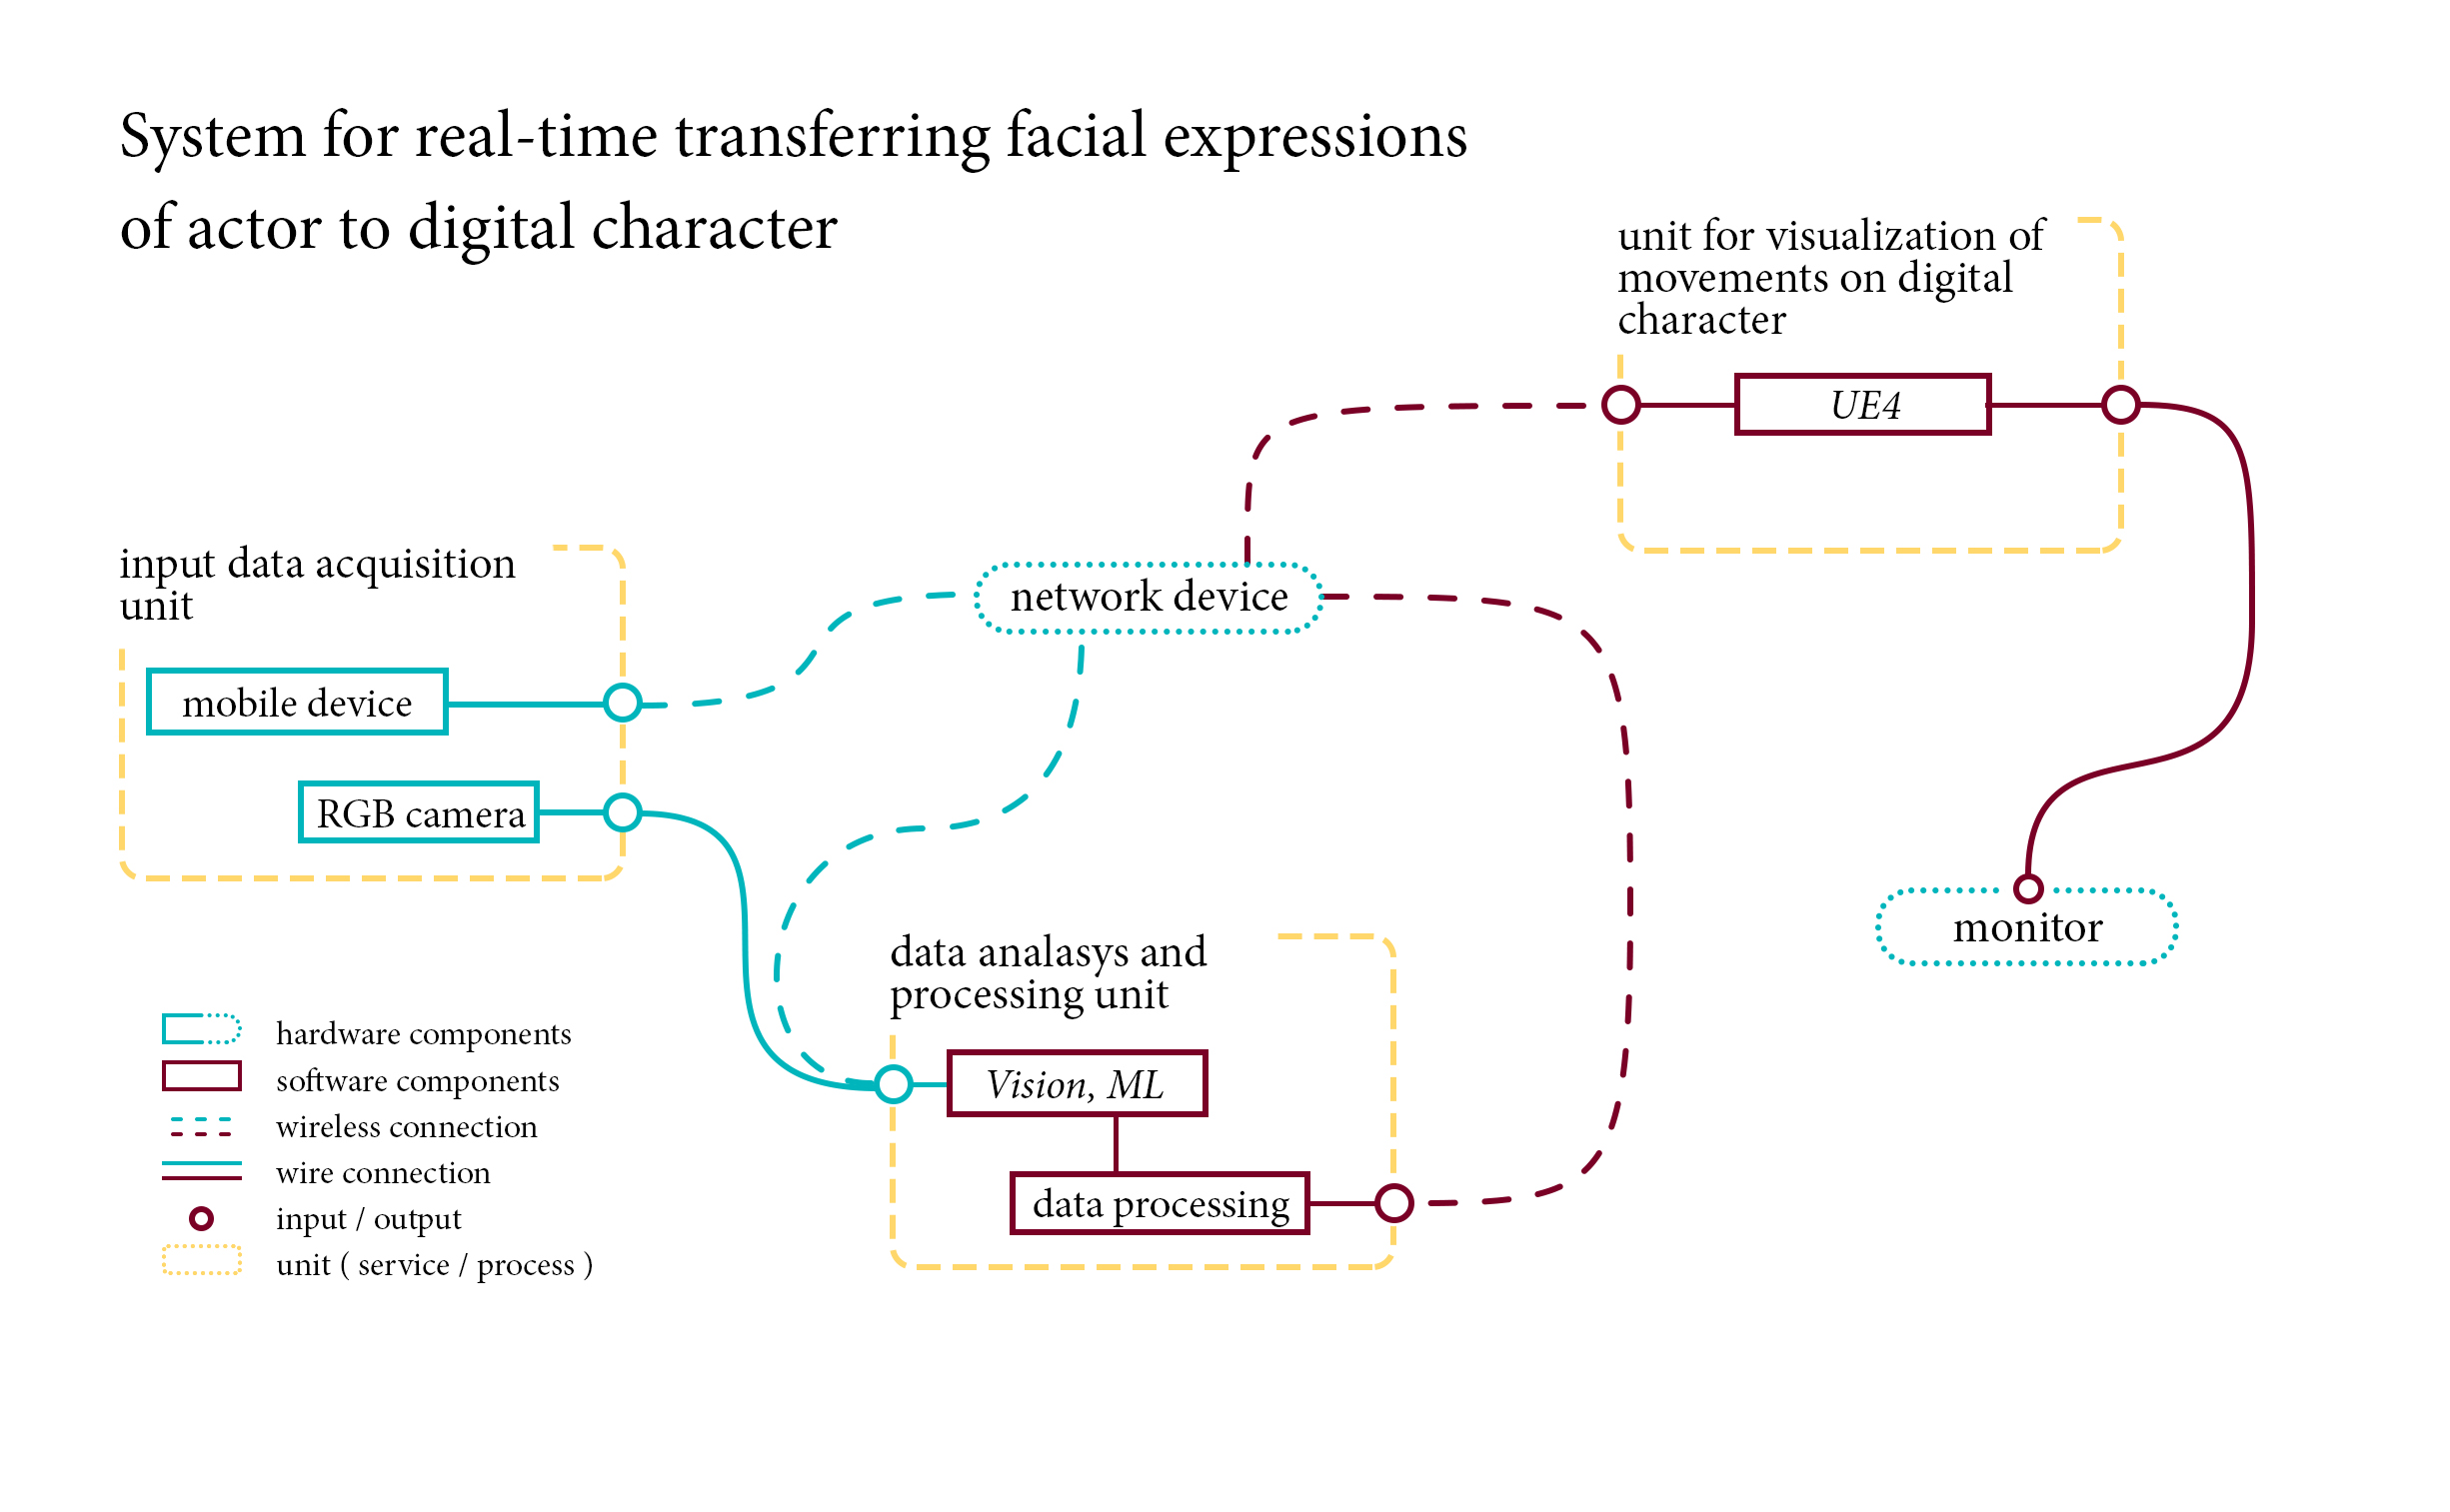 System for real-time transferring facial expressions
of actor to digital character
unit for visualization of
movements on digital
character
UE4
input data acquisition
unit
network device
mobile device
RGB camera
monitor
data analasys and
processing unit
Vision, ML
data processing
hardware components
software components
wireless connection
wire connection
input / output
unit ( service / process )